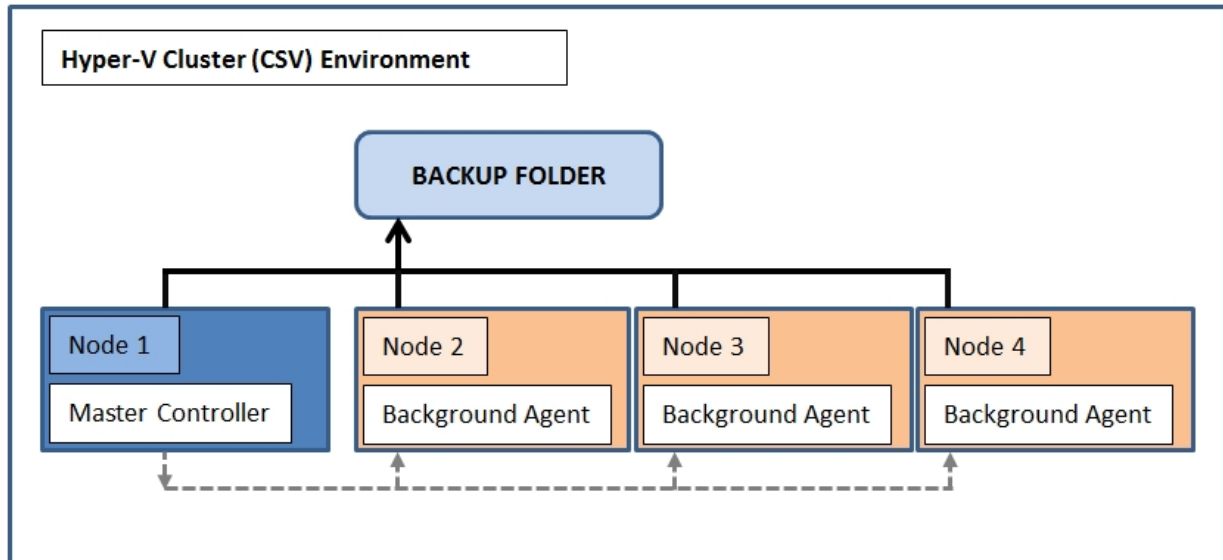 Hyper-V Cluster (CSV) Environment
BACKUP FOLDER
Node 1
Master Controller
Node 2
Background Agent
Node 3
Background Agent
Node 4
Background Agent